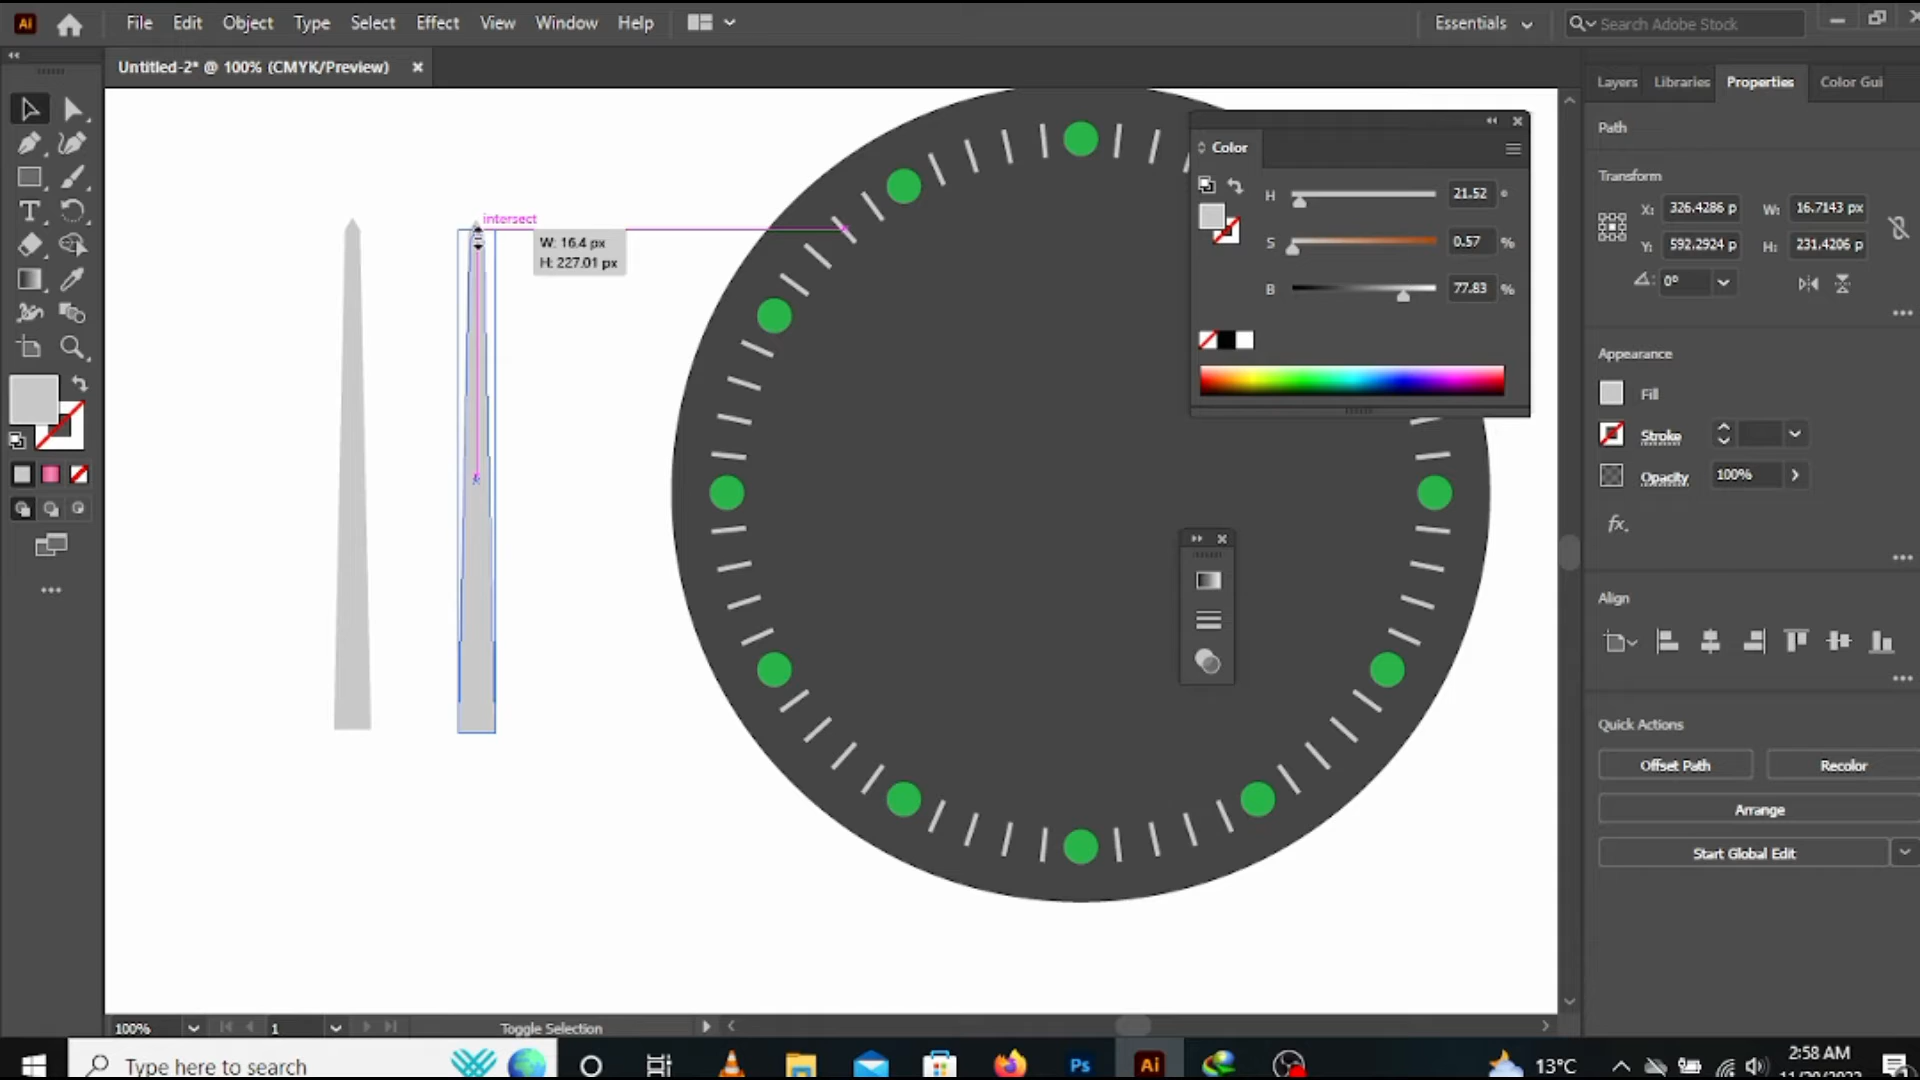 Ai File Edit Object Type Select Effect View Window Help Essentials Search Adobe Stock
Untitled-2* @ 100% (CMYK/Preview)
Layers Libraries Properties Color Gui
Path
Transform
X: 326.4286 p W: 16.7143 px
Y: 592.2924 p H: 231.4206 p
0°
Appearance
Fill
Stroke
Opacity 100%
fx.
Align
Quick Actions
Offset Path Recolor
Arrange
Start Global Edit
Color
H 21.52 °
S 0.57 %
B 77.83 %
intersect
W: 16.4 px
H: 227.01 px
100% 1 Toggle Selection
Type here to search Ps Ai 13°C 2:58 AM